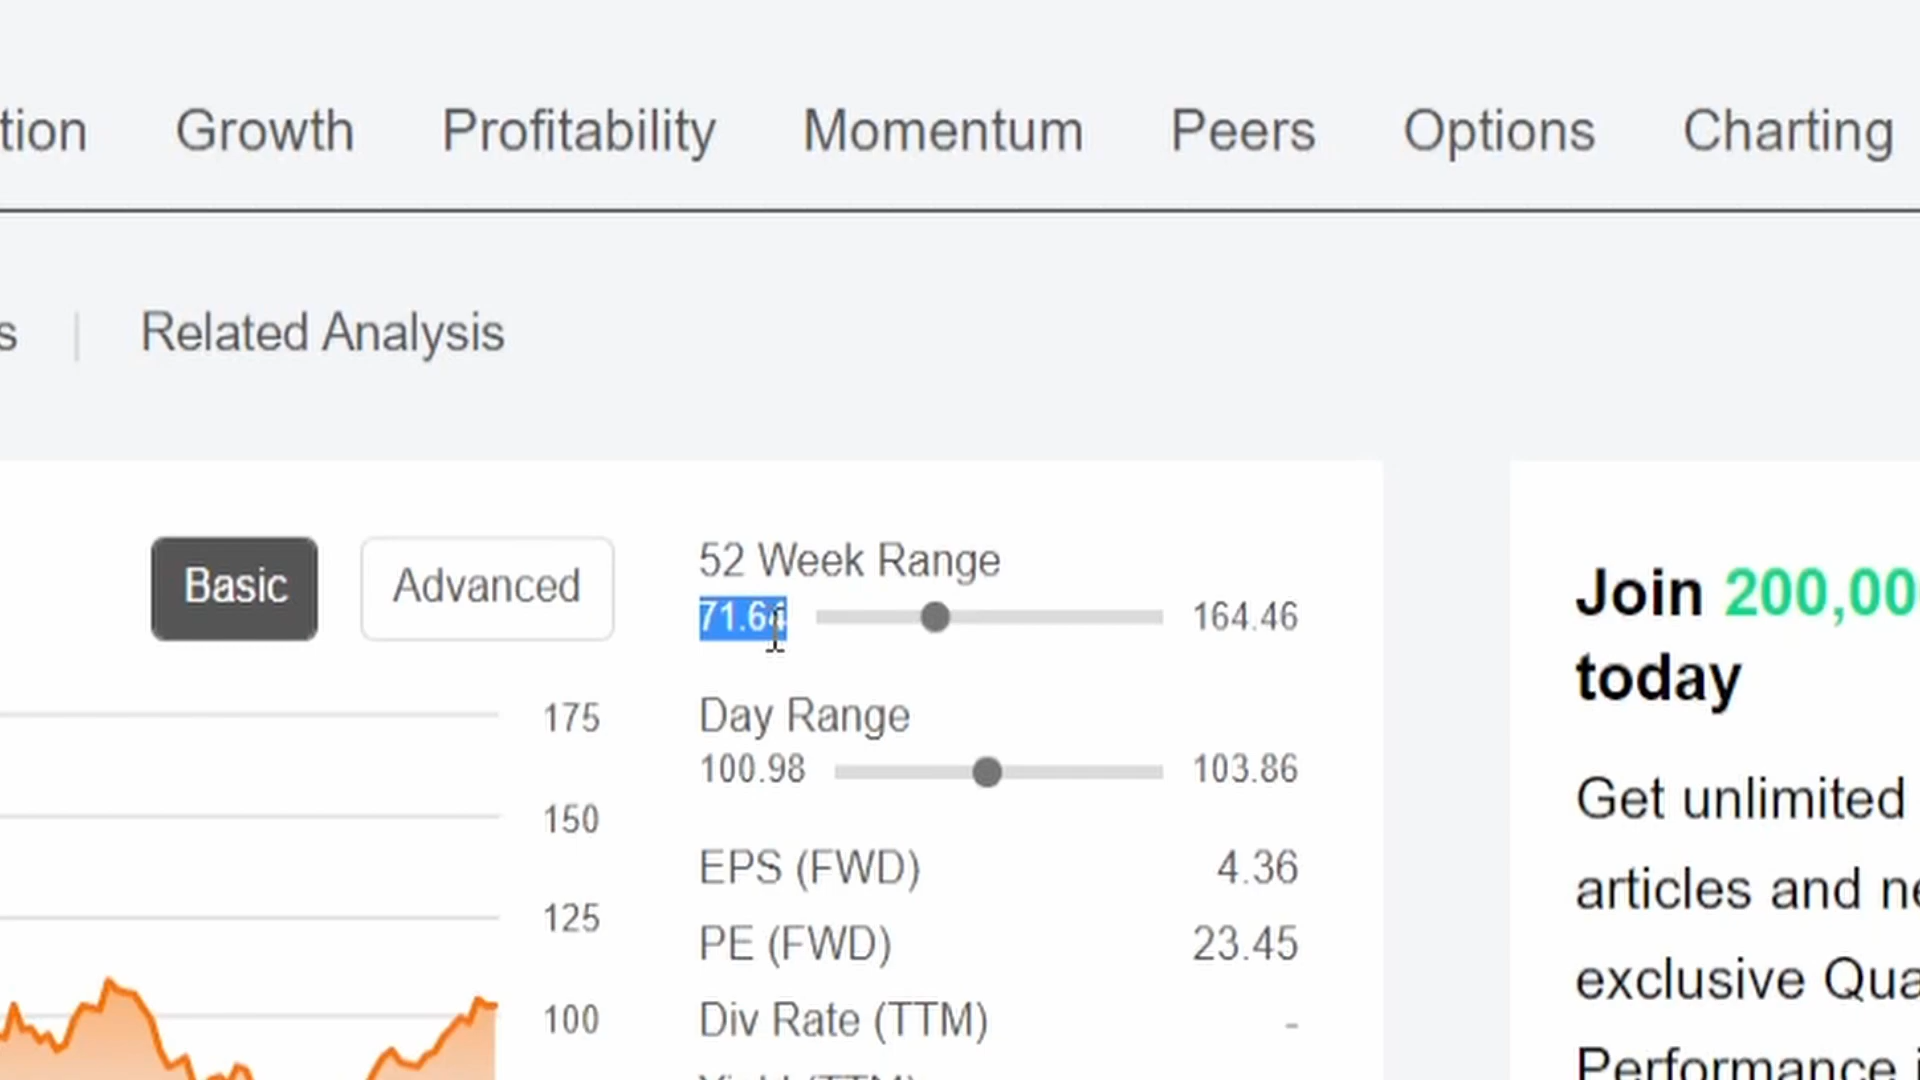 tion Growth Profitability Momentum Peers Options Charting
s | Related Analysis
Basic Advanced
52 Week Range
71.64 164.46
Day Range
100.98 103.86
EPS (FWD) 4.36
PE (FWD) 23.45
Div Rate (TTM) -
175
150
125
100
Join 200,00
today
Get unlimited
articles and ne
exclusive Qua
Performance i